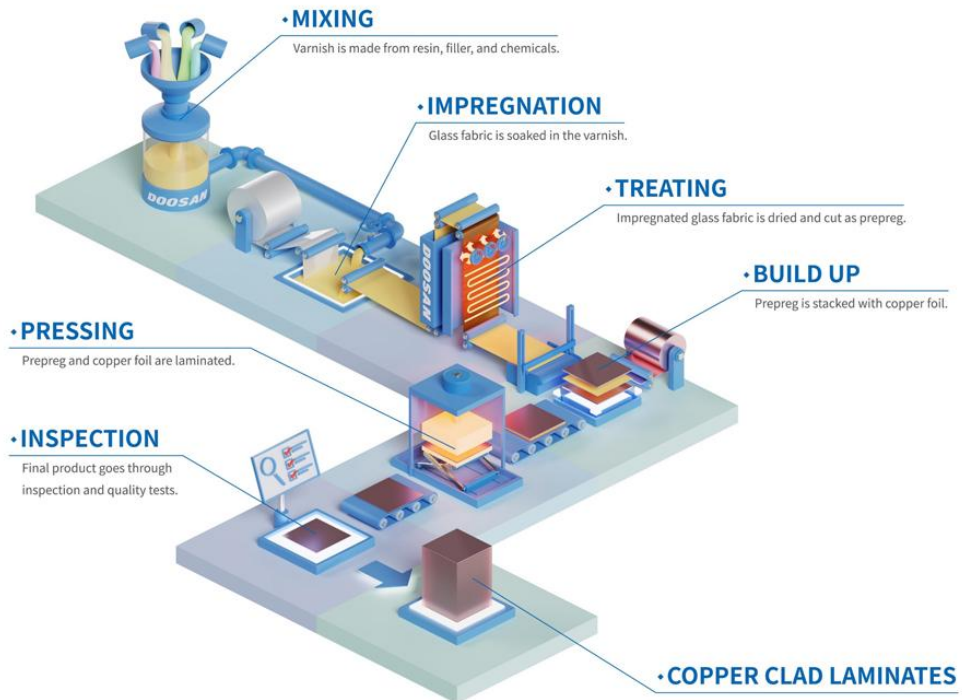 MIXING
Varnish is made from resin, filler, and chemicals.
IMPREGNATION
Glass fabric is soaked in the varnish.
DOOSAN
TREATING
Impregnated glass fabric is dried and cut as prepreg.
DOOSAN
BUILD UP
Prepreg is stacked with copper foil.
PRESSING
Prepreg and copper foil are laminated.
INSPECTION
Final product goes through
inspection and quality tests.
COPPER CLAD LAMINATES